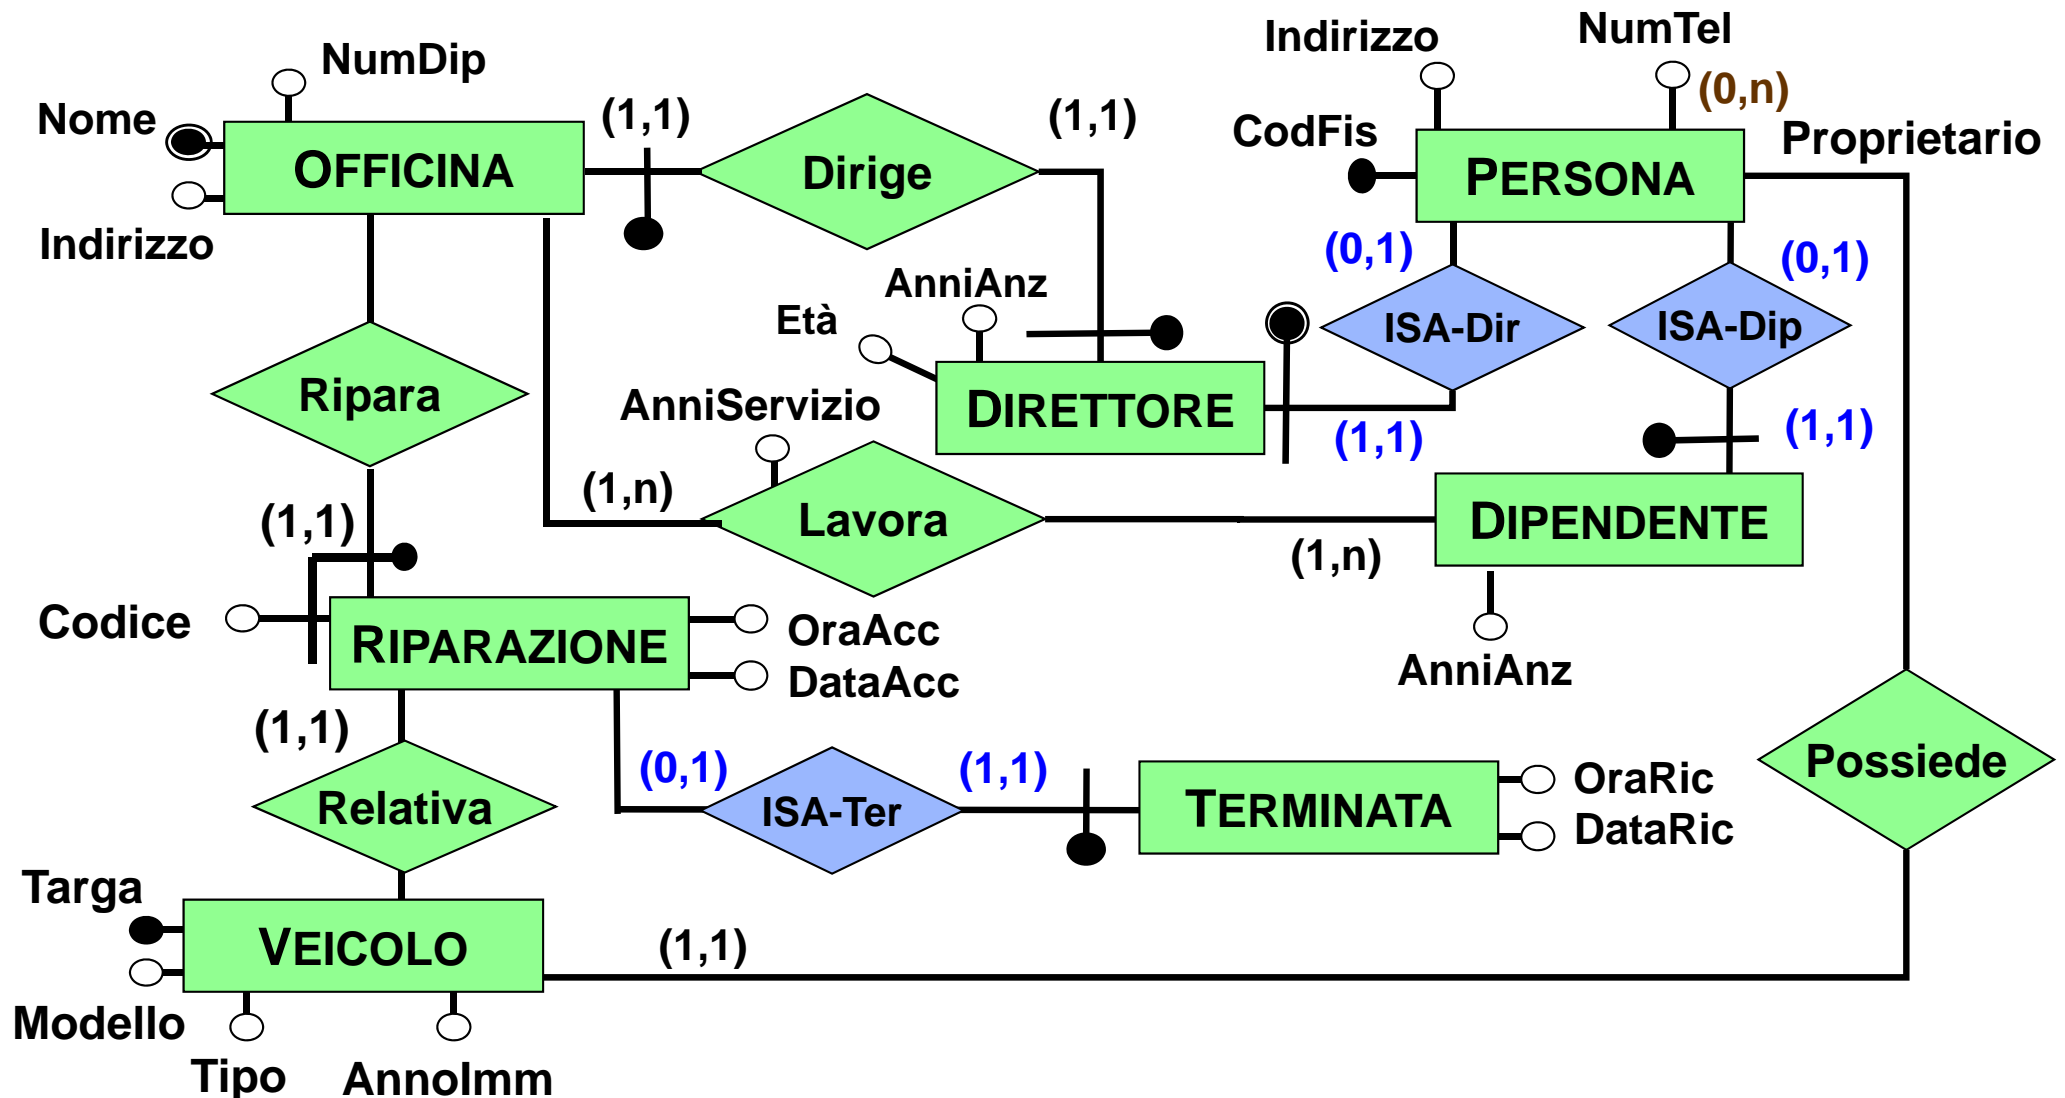 Indirizzo
NumTel
NumDip
(0,n)
Nome
(1,1)
(1,1)
CodFis
Proprietario
OFFICINA
Dirige
PERSONA
Indirizzo
(0,1)
(0,1)
AnniAnz
Età
ISA-Dir
ISA-Dip
Ripara
AnniServizio
DIRETTORE
(1,1)
(1,1)
(1,n)
Lavora
DIPENDENTE
(1,1)
(1,n)
Codice
RIPARAZIONE
OraAcc
DataAcc
AnniAnz
(1,1)
(0,1)
(1,1)
Possiede
OraRic
Relativa
ISA-Ter
TERMINATA
DataRic
Targa
VEICOLO
(1,1)
Modello
Tipo
AnnoImm